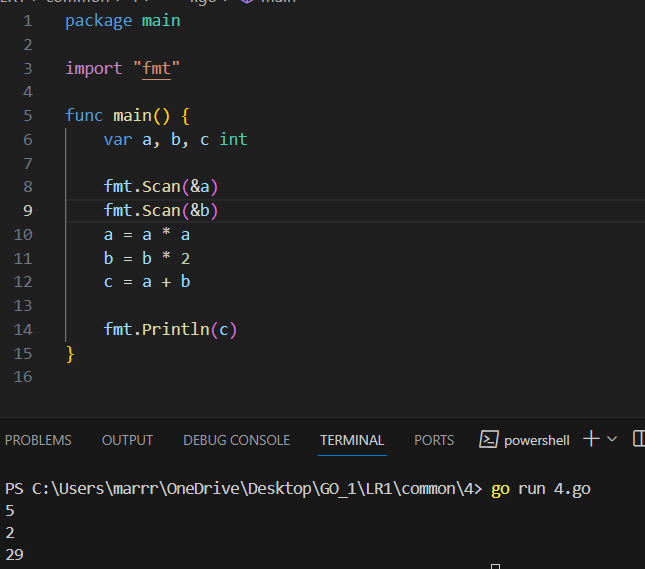 1 package main
2
3 import "fmt"
4
5 func main() {
6 var a, b, c int
7
8 fmt.Scan(&a)
9 fmt.Scan(&b)
10 a = a * a
11 b = b * 2
12 c = a + b
13
14 fmt.Println(c)
15 }
16
PROBLEMS OUTPUT DEBUG CONSOLE TERMINAL PORTS powershell
PS C:\Users\marrr\OneDrive\Desktop\GO_1\LR1\common\4> go run 4.go
5
2
29